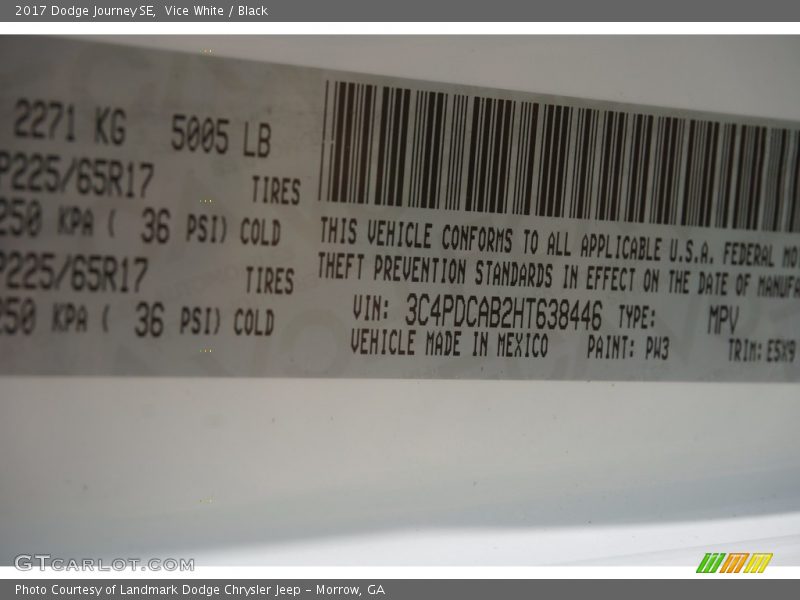 2017 Dodge Journey SE, Vice White / Black
2271 KG 5005 LB
P225/65R17 TIRES
250 KPA ( 36 PSI) COLD
P225/65R17 TIRES
250 KPA ( 36 PSI) COLD
THIS VEHICLE CONFORMS TO ALL APPLICABLE U.S.A. FEDERAL MOT
THEFT PREVENTION STANDARDS IN EFFECT ON THE DATE OF MANUFA
VIN: 3C4PDCAB2HT638446 TYPE: MPV
VEHICLE MADE IN MEXICO PAINT: PW3 TRIM: E5X9
GTCARLOT.COM
Photo Courtesy of Landmark Dodge Chrysler Jeep – Morrow, GA